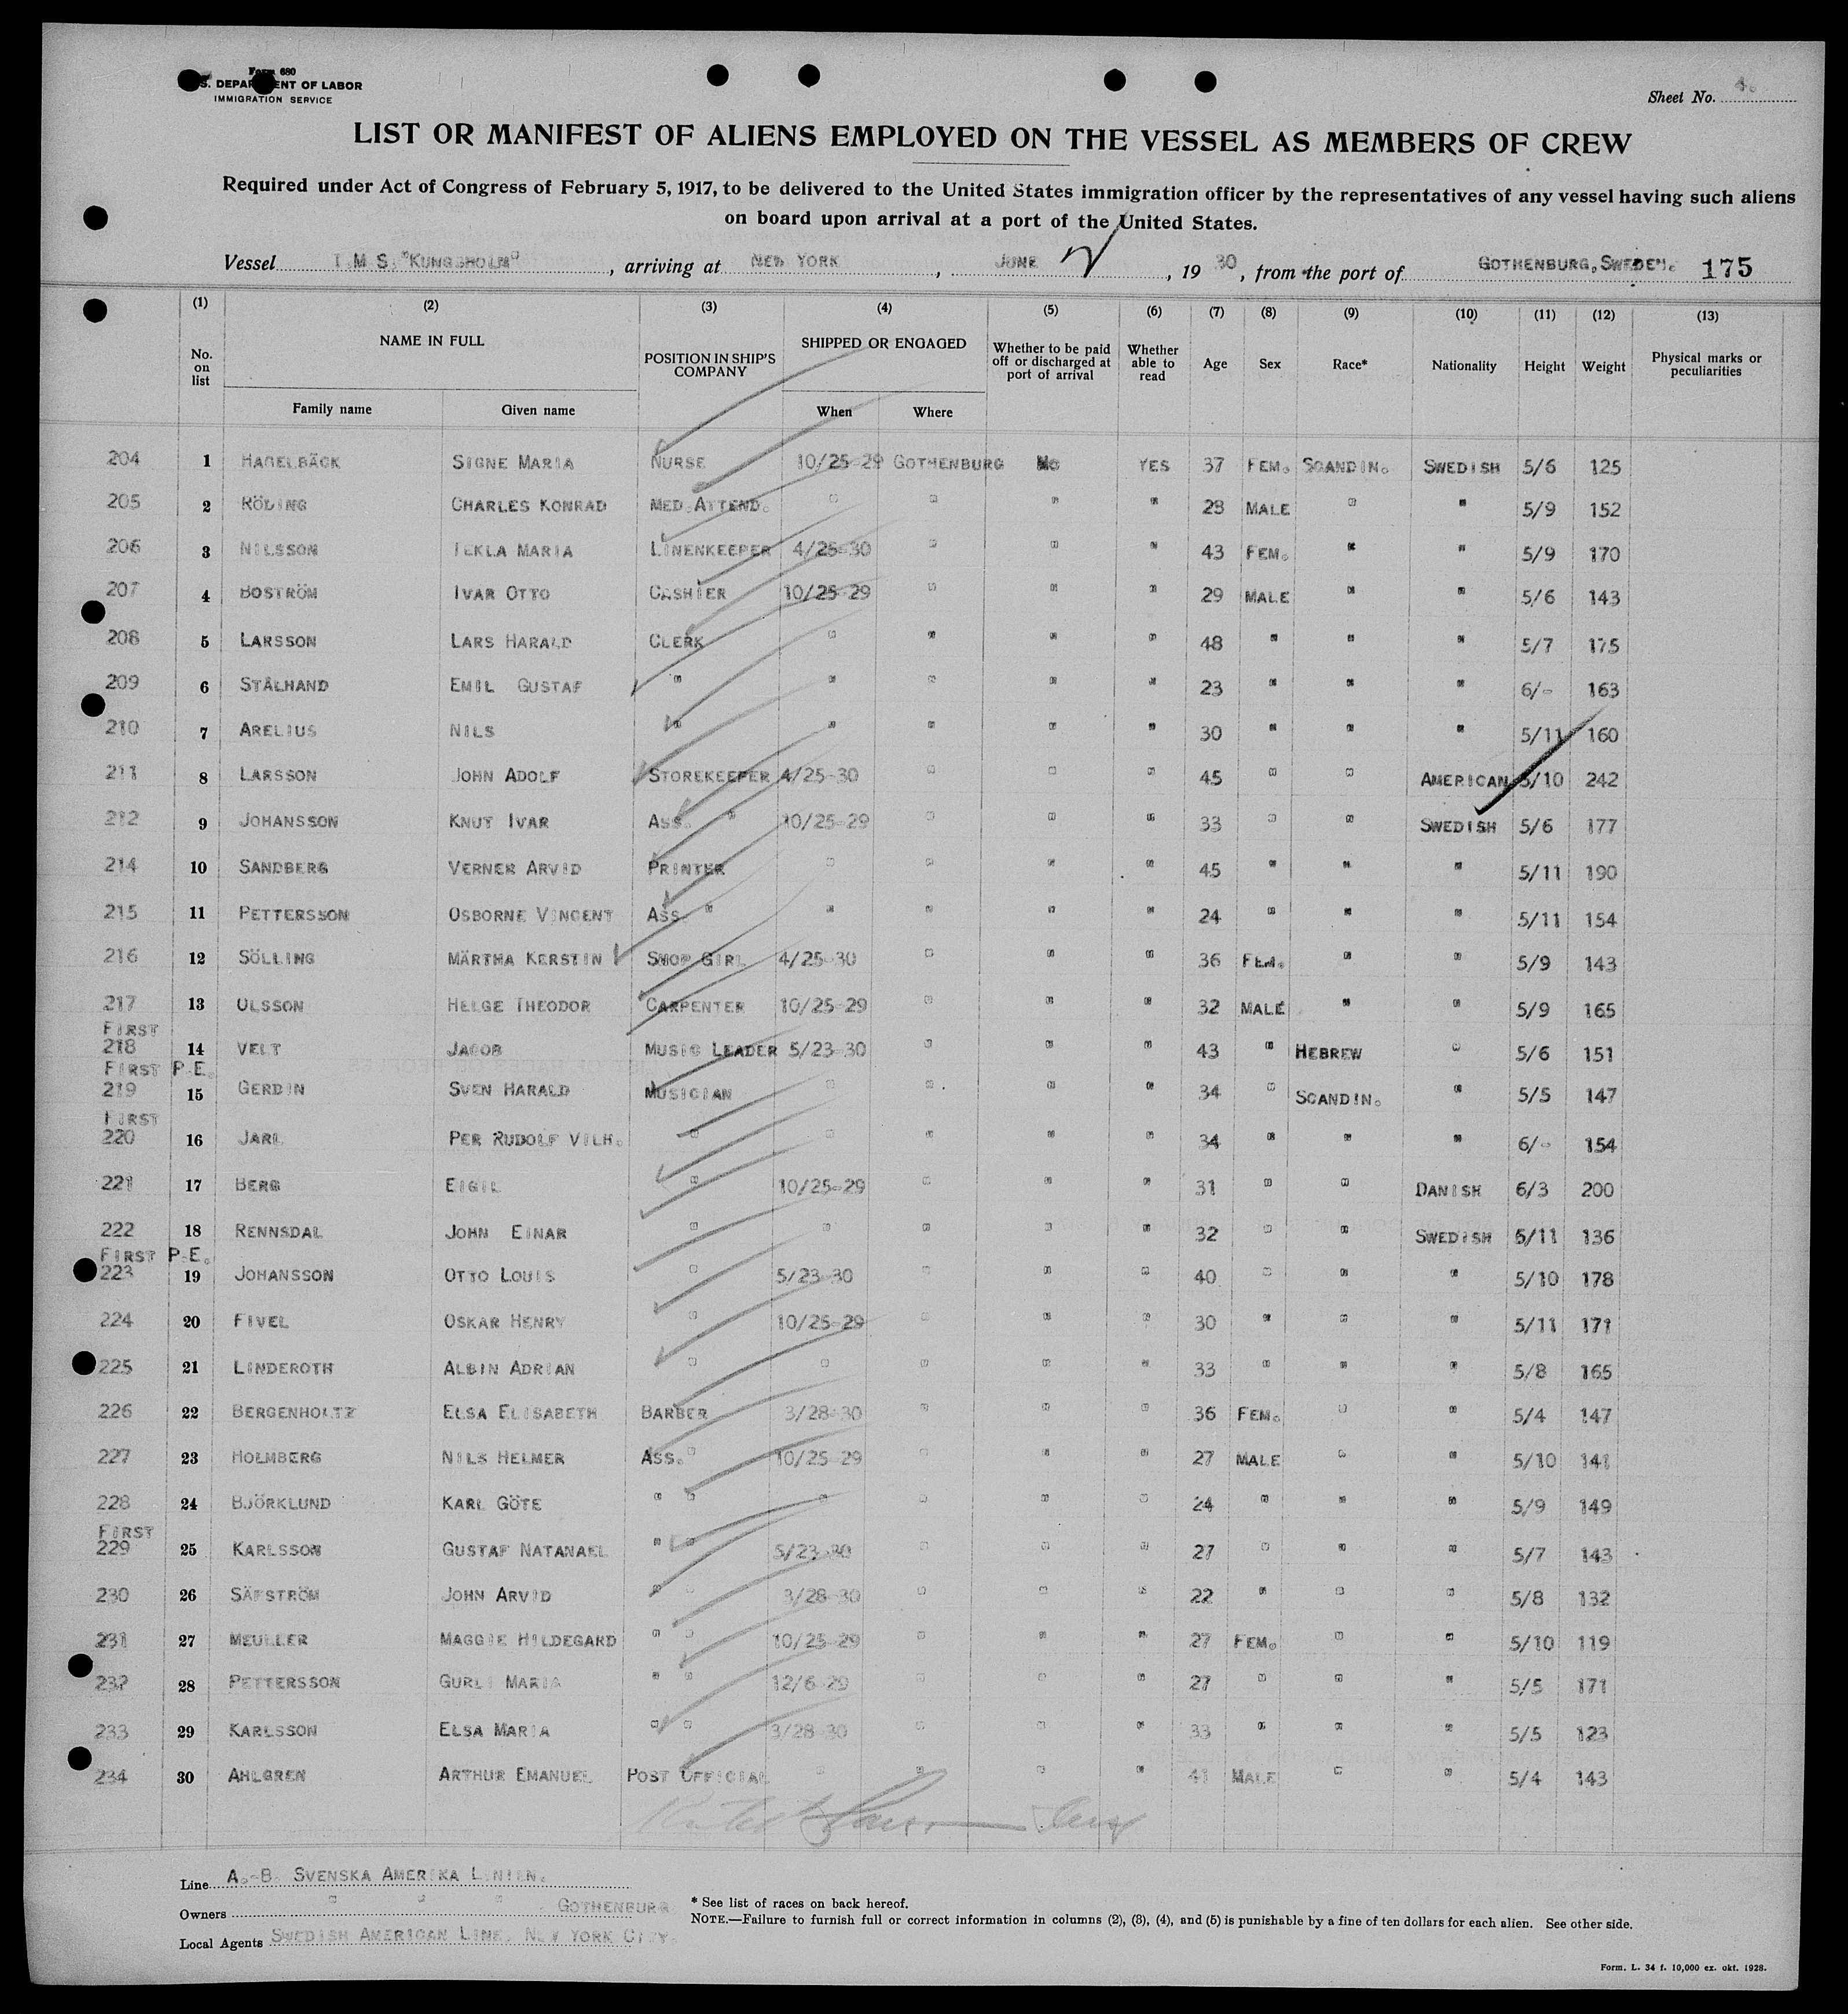 Form 680
U.S. DEPARTMENT OF LABOR
IMMIGRATION SERVICE
Sheet No.
LIST OR MANIFEST OF ALIENS EMPLOYED ON THE VESSEL AS MEMBERS OF CREW
Required under Act of Congress of February 5, 1917, to be delivered to the United States immigration officer by the representatives of any vessel having such aliens
on board upon arrival at a port of the United States.
Vessel T.M.S. "KUNGSHOLM", arriving at NEW YORK, JUNE 2, 1930, from the port of GOTHENBURG, SWEDEN. 175
(1) (2) (3) (4) (5) (6) (7) (8) (9) (10) (11) (12) (13)
No. on list NAME IN FULL POSITION IN SHIP'S COMPANY SHIPPED OR ENGAGED Whether to be paid off or discharged at port of arrival Whether able to read Age Sex Race* Nationality Height Weight Physical marks or peculiarities
Family name Given name When Where
204 1 HAGELBÄCK SIGNE MARIA NURSE 10/25-29 GOTHENBURG NO YES 37 FEM. SCANDIN. SWEDISH 5/6 125
205 2 RÖDING CHARLES KONRAD MED. ATTEND. " " " " 28 MALE " " 5/9 152
206 3 NILSSON TEKLA MARIA LINENKEEPER 4/25-30 " " " 43 FEM. " " 5/9 170
207 4 BOSTRÖM IVAR OTTO CASHIER 10/25-29 " " " 29 MALE " " 5/6 143
208 5 LARSSON LARS HARALD CLERK " " " " 48 " " " 5/7 175
209 6 STÅLHAND EMIL GUSTAF " " " " " 23 " " " 6/- 163
210 7 ARELIUS NILS " " " " " 30 " " " 5/11 160
211 8 LARSSON JOHN ADOLF STOREKEEPER 4/25-30 " " " 45 " " AMERICAN 5/10 242
212 9 JOHANSSON KNUT IVAR ASS. " 10/25-29 " " " 33 " " SWEDISH 5/6 177
214 10 SANDBERG VERNER ARVID PRINTER " " " " 45 " " " 5/11 190
215 11 PETTERSSON OSBORNE VINCENT ASS. " " " " " 24 " " " 5/11 154
216 12 SÖLLING MÄRTHA KERSTIN SHOP GIRL 4/25-30 " " " 36 FEM. " " 5/9 143
217 13 OLSSON HELGE THEODOR CARPENTER 10/25-29 " " " 32 MALE " " 5/9 165
FIRST
218 14 VELT JACOB MUSIC LEADER 5/23-30 " " " 43 " HEBREW " 5/6 151
FIRST P.E.
219 15 GERDIN SVEN HARALD MUSICIAN " " " " 34 " SCANDIN. " 5/5 147
FIRST
220 16 JARL PER RUDOLF VILH. " " " " " 34 " " " 6/- 154
221 17 BERG EIGIL " 10/25-29 " " " 31 " " DANISH 6/3 200
222 18 RENNSDAL JOHN EINAR " " " " " 32 " " SWEDISH 5/11 136
FIRST P.E.
223 19 JOHANSSON OTTO LOUIS " 5/23-30 " " " 40 " " " 5/10 178
224 20 FIVEL OSKAR HENRY " 10/25-29 " " " 30 " " " 5/11 171
225 21 LINDEROTH ALBIN ADRIAN " " " " " 33 " " " 5/8 165
226 22 BERGENHOLTZ ELSA ELISABETH BARBER 3/28-30 " " " 36 FEM. " " 5/4 147
227 23 HOLMBERG NILS HELMER ASS. " 10/25-29 " " " 27 MALE " " 5/10 141
228 24 BJÖRKLUND KARL GÖTE " " " " " " 24 " " " 5/9 149
FIRST
229 25 KARLSSON GUSTAF NATANAEL " " 5/23-30 " " " 27 " " " 5/7 143
230 26 SÄFSTRÖM JOHN ARVID " " 3/28-30 " " " 22 " " " 5/8 132
231 27 MEULLER MAGGIE HILDEGARD " " 10/25-29 " " " 27 FEM. " " 5/10 119
232 28 PETTERSSON GURLI MARIA " " 12/6-29 " " " 27 " " " 5/5 171
233 29 KARLSSON ELSA MARIA " " 3/28-30 " " " 33 " " " 5/5 123
234 30 AHLGREN ARTHUR EMANUEL POST OFFICIAL " " " " 41 MALE " " 5/4 143
Line A.-B. SVENSKA AMERIKA LINIEN.
Owners " " " GOTHENBURG
Local Agents SWEDISH AMERICAN LINE, NEW YORK CITY.
* See list of races on back hereof.
NOTE.—Failure to furnish full or correct information in columns (2), (3), (4), and (5) is punishable by a fine of ten dollars for each alien. See other side.
Form. L. 34 f. 10,000 ex. okt. 1928.